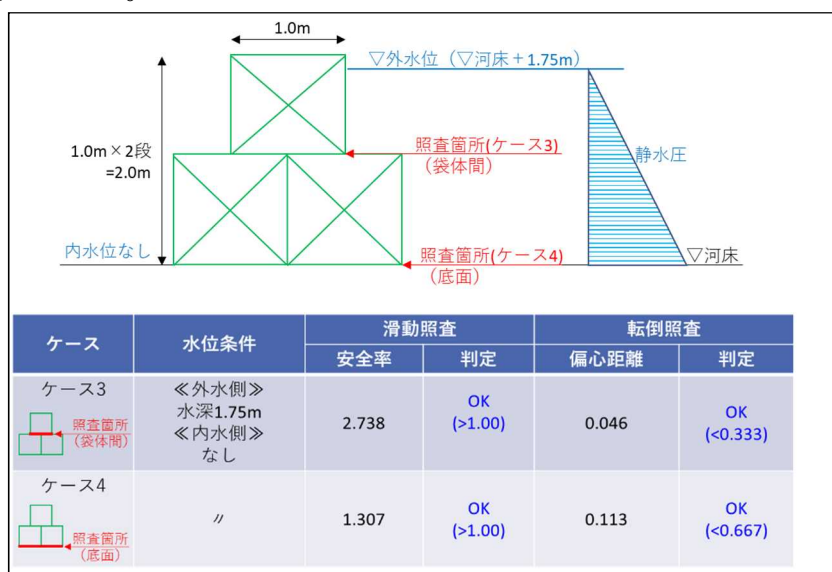 1.0m
▽外水位（▽河床＋1.75m）
1.0m×2段
=2.0m
照査箇所(ケース3)
（袋体間）
静水圧
内水位なし
照査箇所(ケース4)
（底面）
▽河床
ケース
水位条件
滑動照査
転倒照査
安全率
判定
偏心距離
判定
ケース3
照査箇所
（袋体間）
≪外水側≫
水深1.75m
≪内水側≫
なし
2.738
OK
(>1.00)
0.046
OK
(<0.333)
ケース4
照査箇所
（底面）
〃
1.307
OK
(>1.00)
0.113
OK
(<0.667)